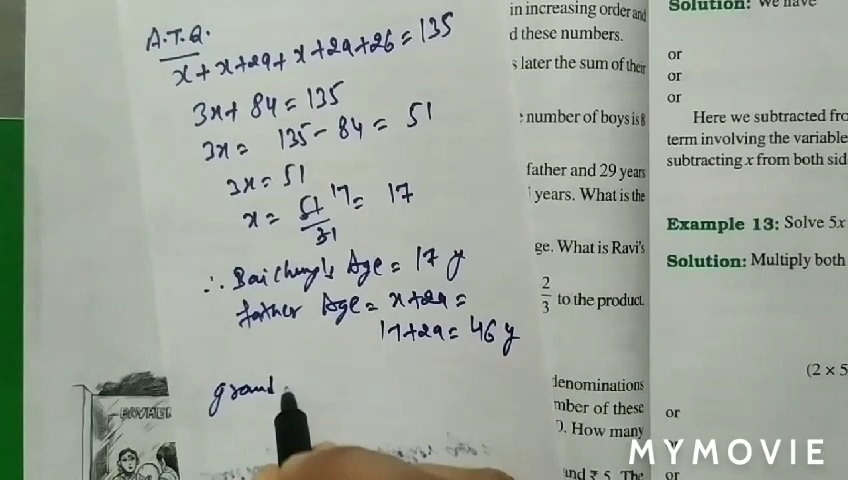 A.T.Q.
x+x+29+x+29+26=135
3x+84=135
3x= 135-84= 51
3x=51
x= 51 17= 17
31
∴ Baichung's Age= 17 y
father Age= x+29=
17+29= 46 y
grand
PAYMEN
in increasing order and
d these numbers.
s later the sum of their
e number of boys is 8
father and 29 years
years. What is the
ge. What is Ravi's
2
3 to the product.
denominations
mber of these
0. How many
and ₹ 5. The
Solution: We have
or
or
or
Here we subtracted fro
term involving the variable
subtracting x from both sid
Example 13: Solve 5x
Solution: Multiply both
(2 × 5
or
or
or
MYMOVIE